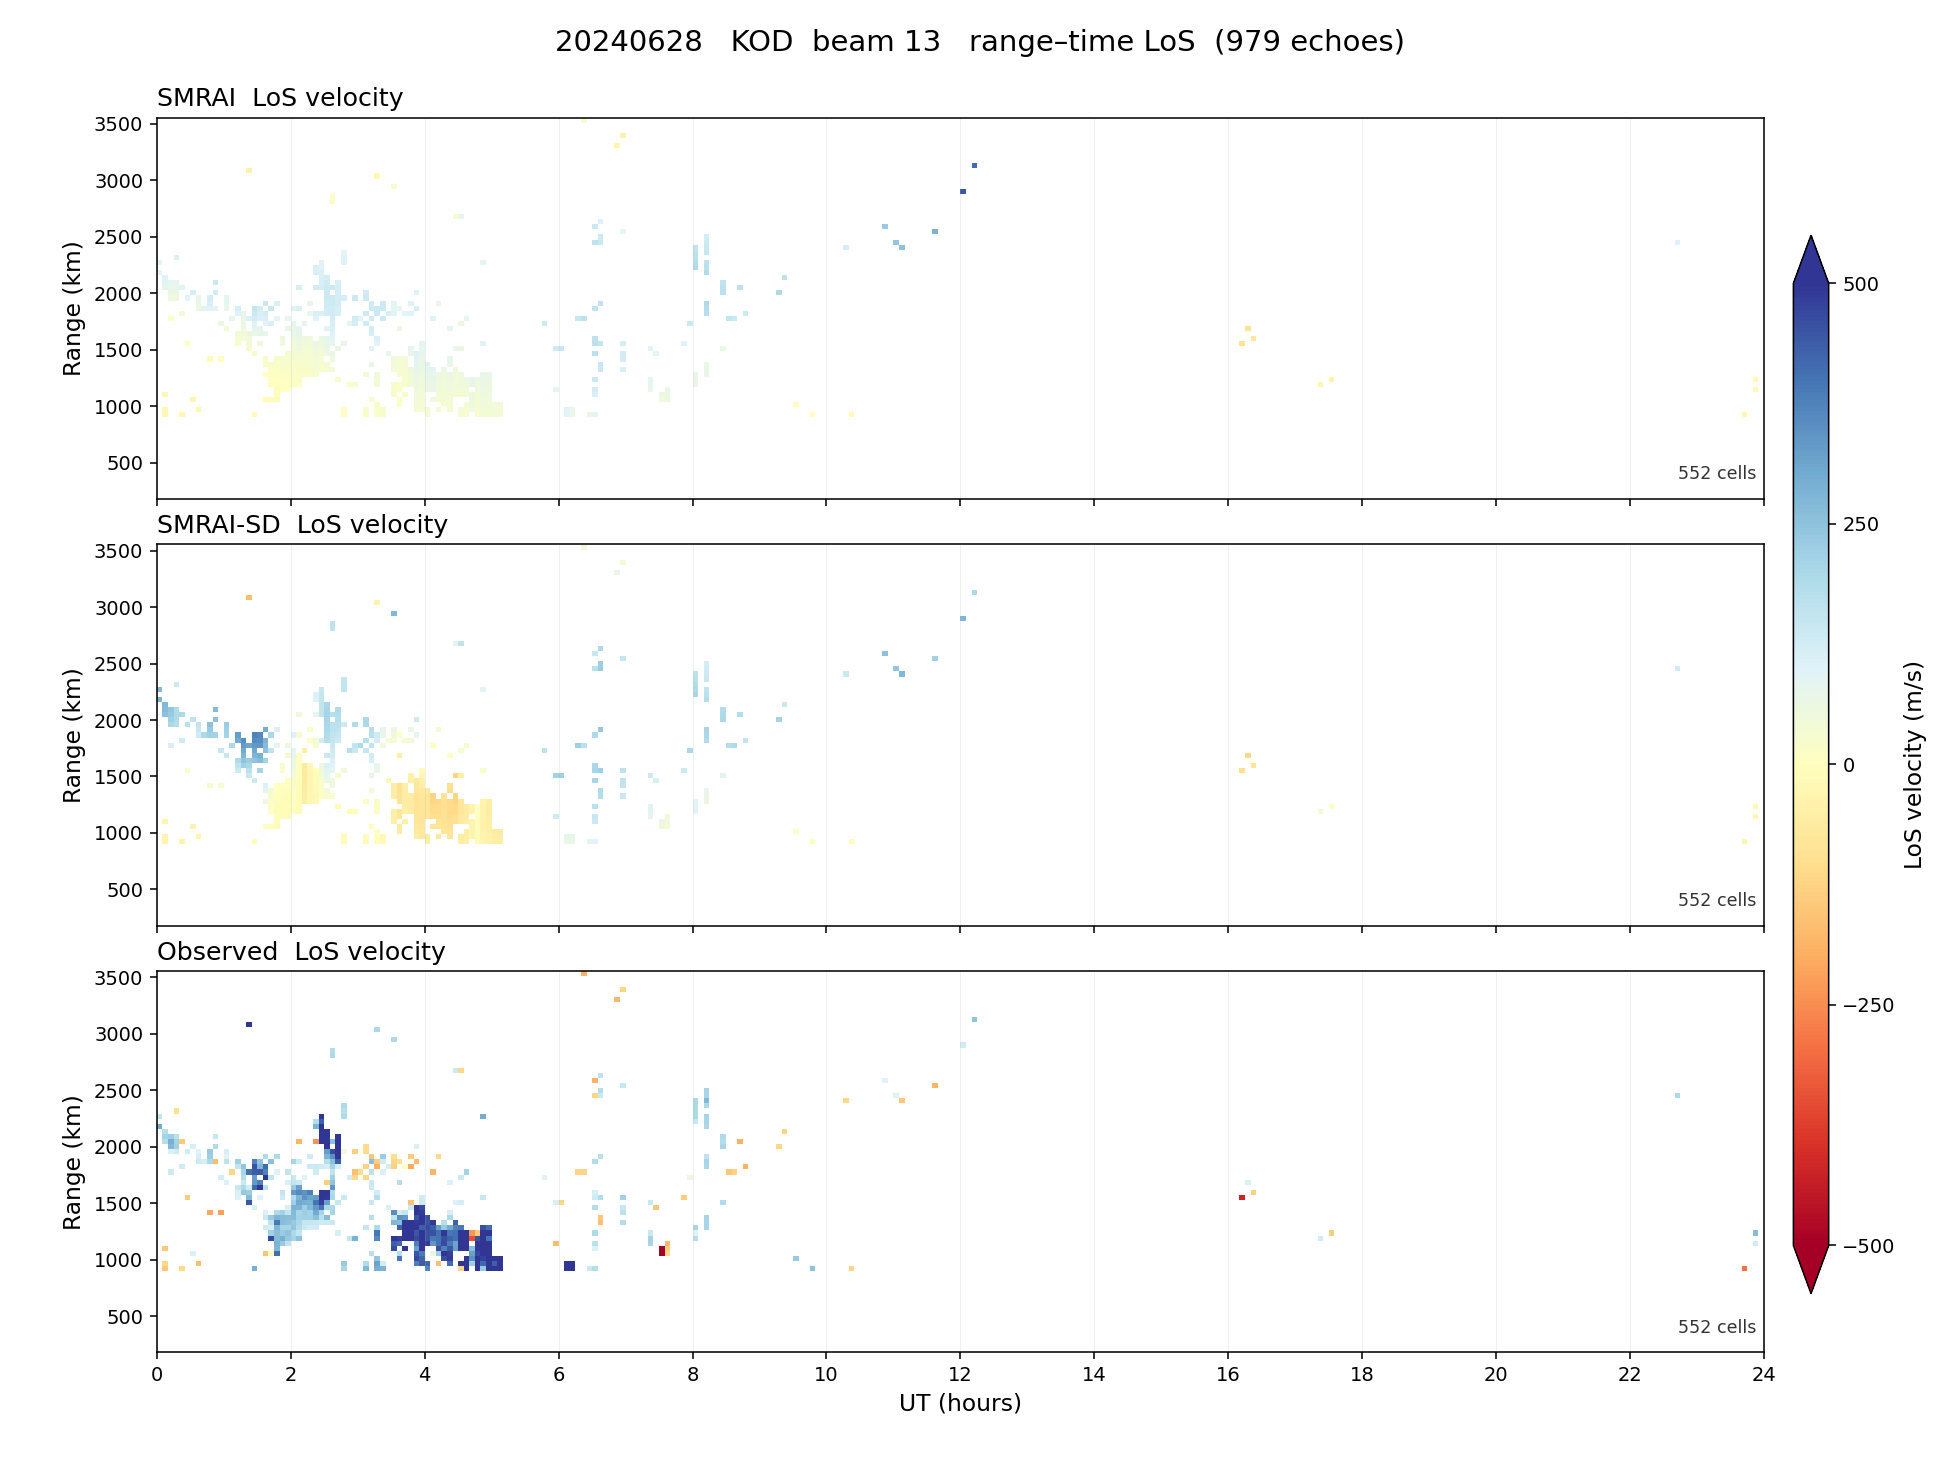 20240628   KOD  beam 13   range–time LoS  (979 echoes)
SMRAI  LoS velocity
Range (km)
3500
3000
2500
2000
1500
1000
500
552 cells
SMRAI-SD  LoS velocity
Range (km)
3500
3000
2500
2000
1500
1000
500
552 cells
Observed  LoS velocity
Range (km)
3500
3000
2500
2000
1500
1000
500
552 cells
0 2 4 6 8 10 12 14 16 18 20 22 24
UT (hours)
500
250
0
−250
−500
LoS velocity (m/s)